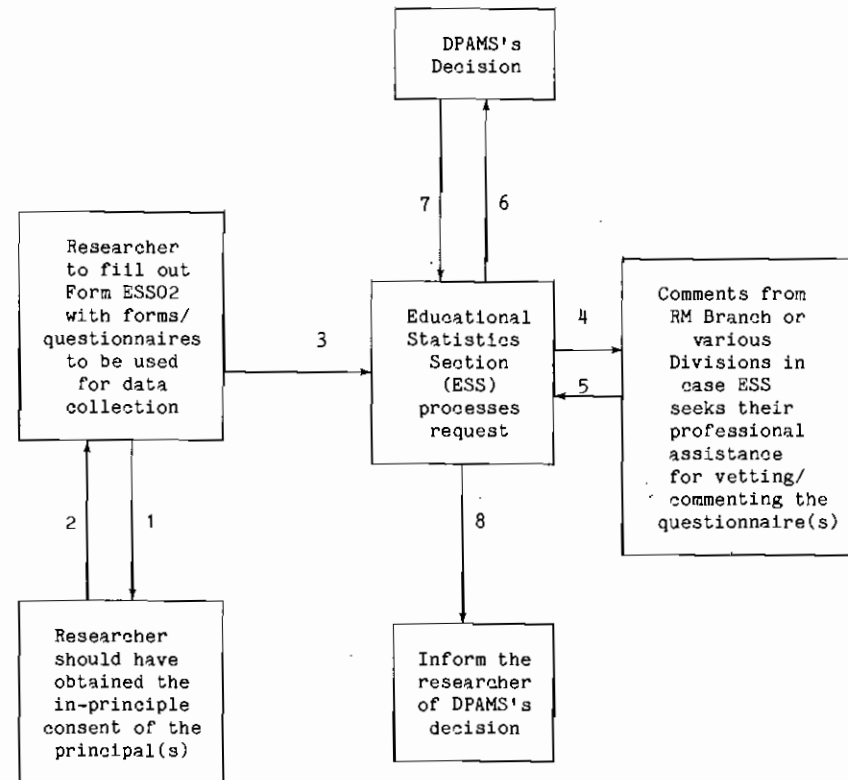 DPAMS's
Decision
7
6
Researcher
to fiil out
Form ESS02
with forms/
questionnaires
to be used
for data
collection
3
Educational
Statistics
Section
(ESS)
processes
request
4
5
Comments from
RM Branch or
various
Divisions in
case ESS
seeks their
professional
assistance
for vetting/
commenting the
questionnaire(s)
2
1
8
Researcher
should have
obtained the
in-principle
consent of the
principal(s)
Inform the
researcher
of DPAMS's
decision